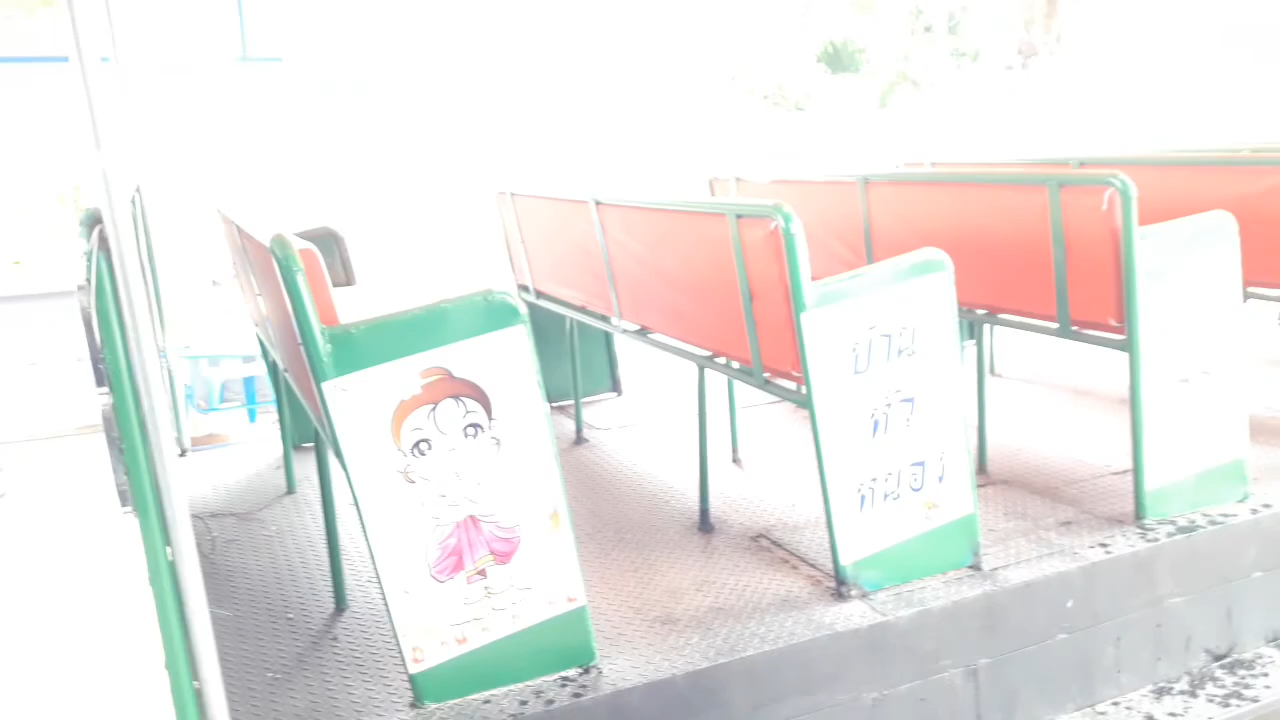 บ้าน
หัว
หนอง